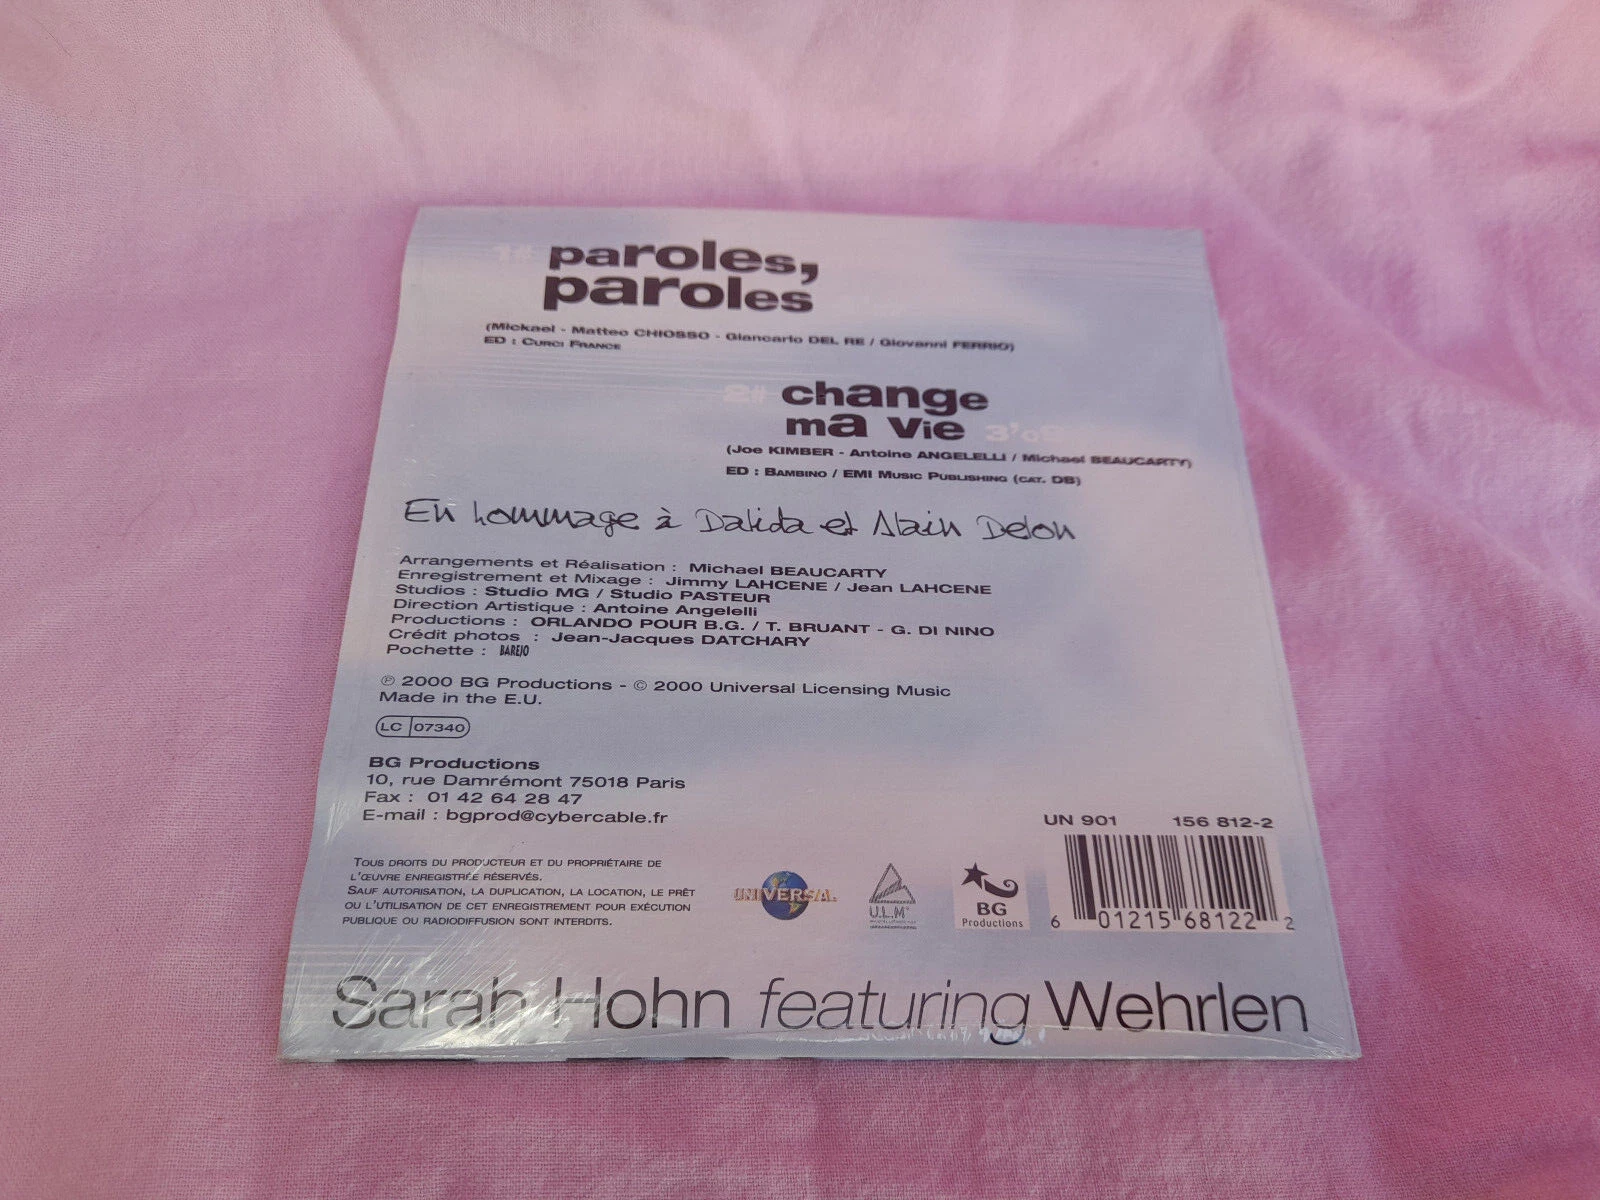 1# paroles,
paroles
(Mickael - Matteo CHIOSSO - Giancarlo DEL RE / Giovanni FERRIO)
ED : CURCI FRANCE
2# change
ma vie
(Joe KIMBER - Antoine ANGELELLI / Michael BEAUCARTY)
ED : BAMBINO / EMI MUSIC PUBLISHING (CAT. DB)
En hommage à Dalida et Alain Delon
Arrangements et Réalisation : Michael BEAUCARTY
Enregistrement et Mixage : Jimmy LAHCENE / Jean LAHCENE
Studios : Studio MG / Studio PASTEUR
Direction Artistique : Antoine Angelelli
Productions : ORLANDO POUR B.G. / T. BRUANT - G. DI NINO
Crédit photos : Jean-Jacques DATCHARY
Pochette : BAREJO
℗ 2000 BG Productions - © 2000 Universal Licensing Music
Made in the E.U.
LC 07340
BG Productions
10, rue Damrémont 75018 Paris
Fax : 01 42 64 28 47
E-mail : bgprod@cybercable.fr
TOUS DROITS DU PRODUCTEUR ET DU PROPRIÉTAIRE DE
L'ŒUVRE ENREGISTRÉE RÉSERVÉS.
SAUF AUTORISATION, LA DUPLICATION, LA LOCATION, LE PRÊT
OU L'UTILISATION DE CET ENREGISTREMENT POUR EXÉCUTION
PUBLIQUE OU RADIODIFFUSION SONT INTERDITS.
UNIVERSAL
U.L.M
BG
Productions
UN 901 156 812-2
6 01215 68122 2
Sarah Hohn featuring Wehrlen